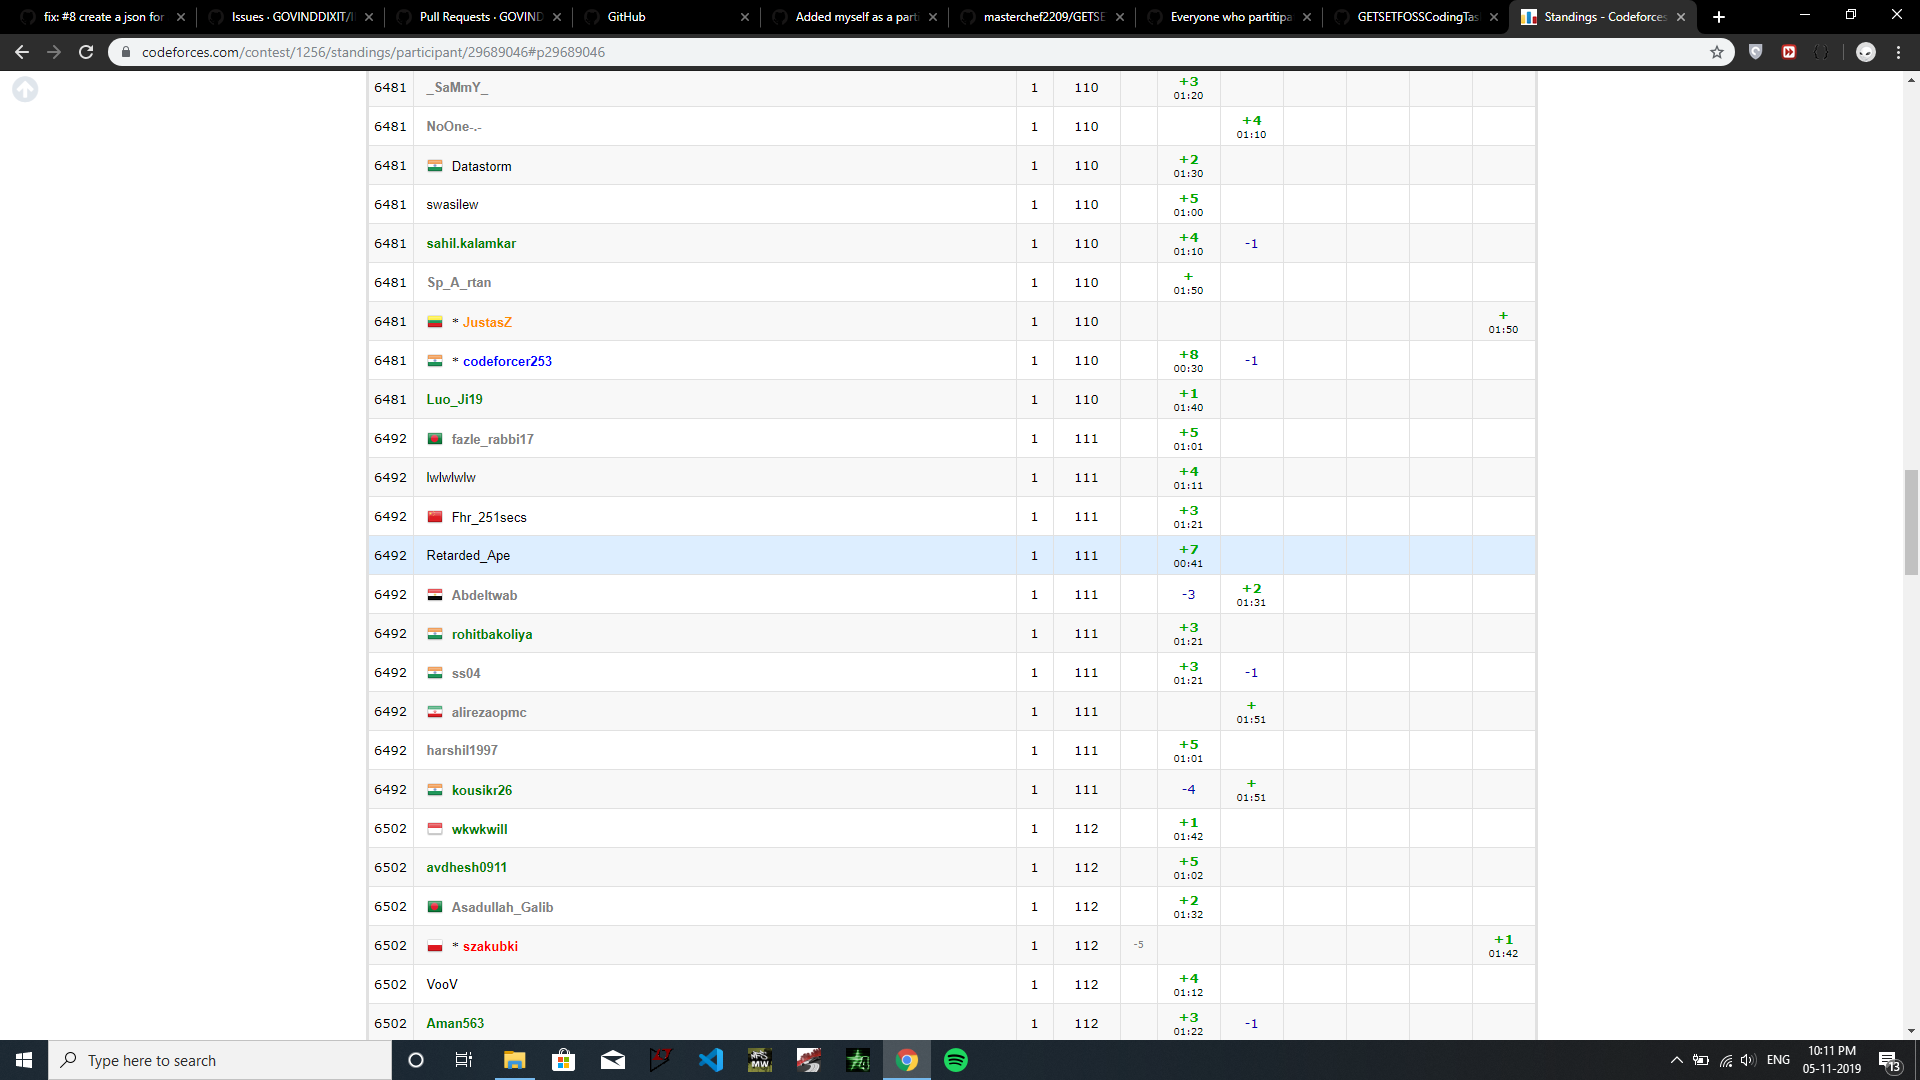 fix: #8 create a json for
Issues · GOVINDDIXIT/
Pull Requests · GOVIND
GitHub
Added myself as a part
masterchef2209/GETSE
Everyone who partitipa
GETSETFOSSCodingTas
Standings - Codeforces
codeforces.com/contest/1256/standings/participant/29689046#p29689046
6481 _SaMmY_ 1 110 +3
01:20
6481 NoOne-.- 1 110 +4
01:10
6481 Datastorm 1 110 +2
01:30
6481 swasilew 1 110 +5
01:00
6481 sahil.kalamkar 1 110 +4 -1
01:10
6481 Sp_A_rtan 1 110 +
01:50
6481 * JustasZ 1 110 +
01:50
6481 * codeforcer253 1 110 +8 -1
00:30
6481 Luo_Ji19 1 110 +1
01:40
6492 fazle_rabbi17 1 111 +5
01:01
6492 lwlwlwlw 1 111 +4
01:11
6492 Fhr_251secs 1 111 +3
01:21
6492 Retarded_Ape 1 111 +7
00:41
6492 Abdeltwab 1 111 -3 +2
01:31
6492 rohitbakoliya 1 111 +3
01:21
6492 ss04 1 111 +3 -1
01:21
6492 alirezaopmc 1 111 +
01:51
6492 harshil1997 1 111 +5
01:01
6492 kousikr26 1 111 -4 +
01:51
6502 wkwkwill 1 112 +1
01:42
6502 avdhesh0911 1 112 +5
01:02
6502 Asadullah_Galib 1 112 +2
01:32
6502 * szakubki 1 112 -5 +1
01:42
6502 VooV 1 112 +4
01:12
6502 Aman563 1 112 +3 -1
01:22
Type here to search
ENG
10:11 PM
05-11-2019
13